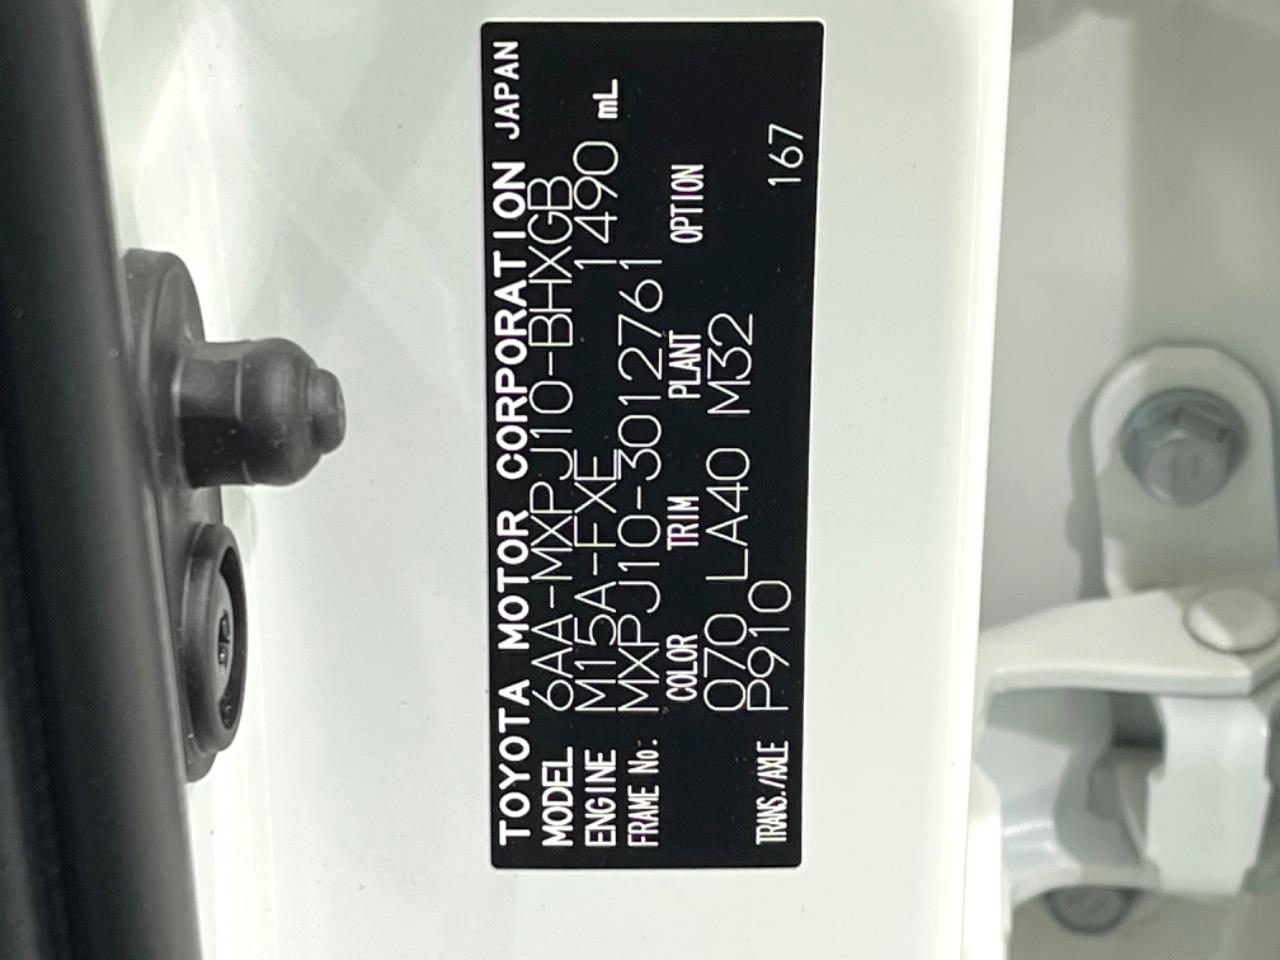 TOYOTA MOTOR CORPORATION JAPAN
MODEL 6AA-MXPJ10-BHXGB
ENGINE M15A-FXE 1490 mL
FRAME No. MXPJ10-3012761
COLOR TRIM PLANT OPTION
070 LA40 M32
TRANS./AXLE P910 167